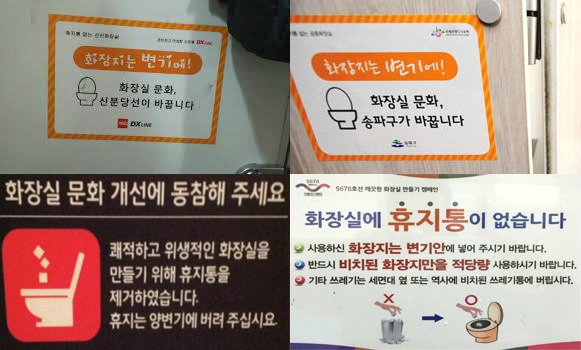 휴지통 없는 신선화장실
DX LINE
화장지는 변기에!
화장실 문화,
신분당선이 바꿉니다
DX LINE
휴지통 없는 공중화장실
화장지는 변기에!
화장실 문화,
송파구가 바꿉니다
송파구
화장실 문화 개선에 동참해 주세요
쾌적하고 위생적인 화장실을
만들기 위해 휴지통을
제거하였습니다.
휴지는 양변기에 버려 주십시요
5678
5678호선 깨끗한 화장실 만들기 캠페인
화장실에 휴지통이 없습니다
사용하신 화장지는 변기안에 넣어 주시기 바랍니다.
반드시 비치된 화장지만을 적당량 사용하시기 바랍니다.
기타 쓰레기는 세면대 옆 또는 역사에 비치된 쓰레기통에 버립시다.
X
O